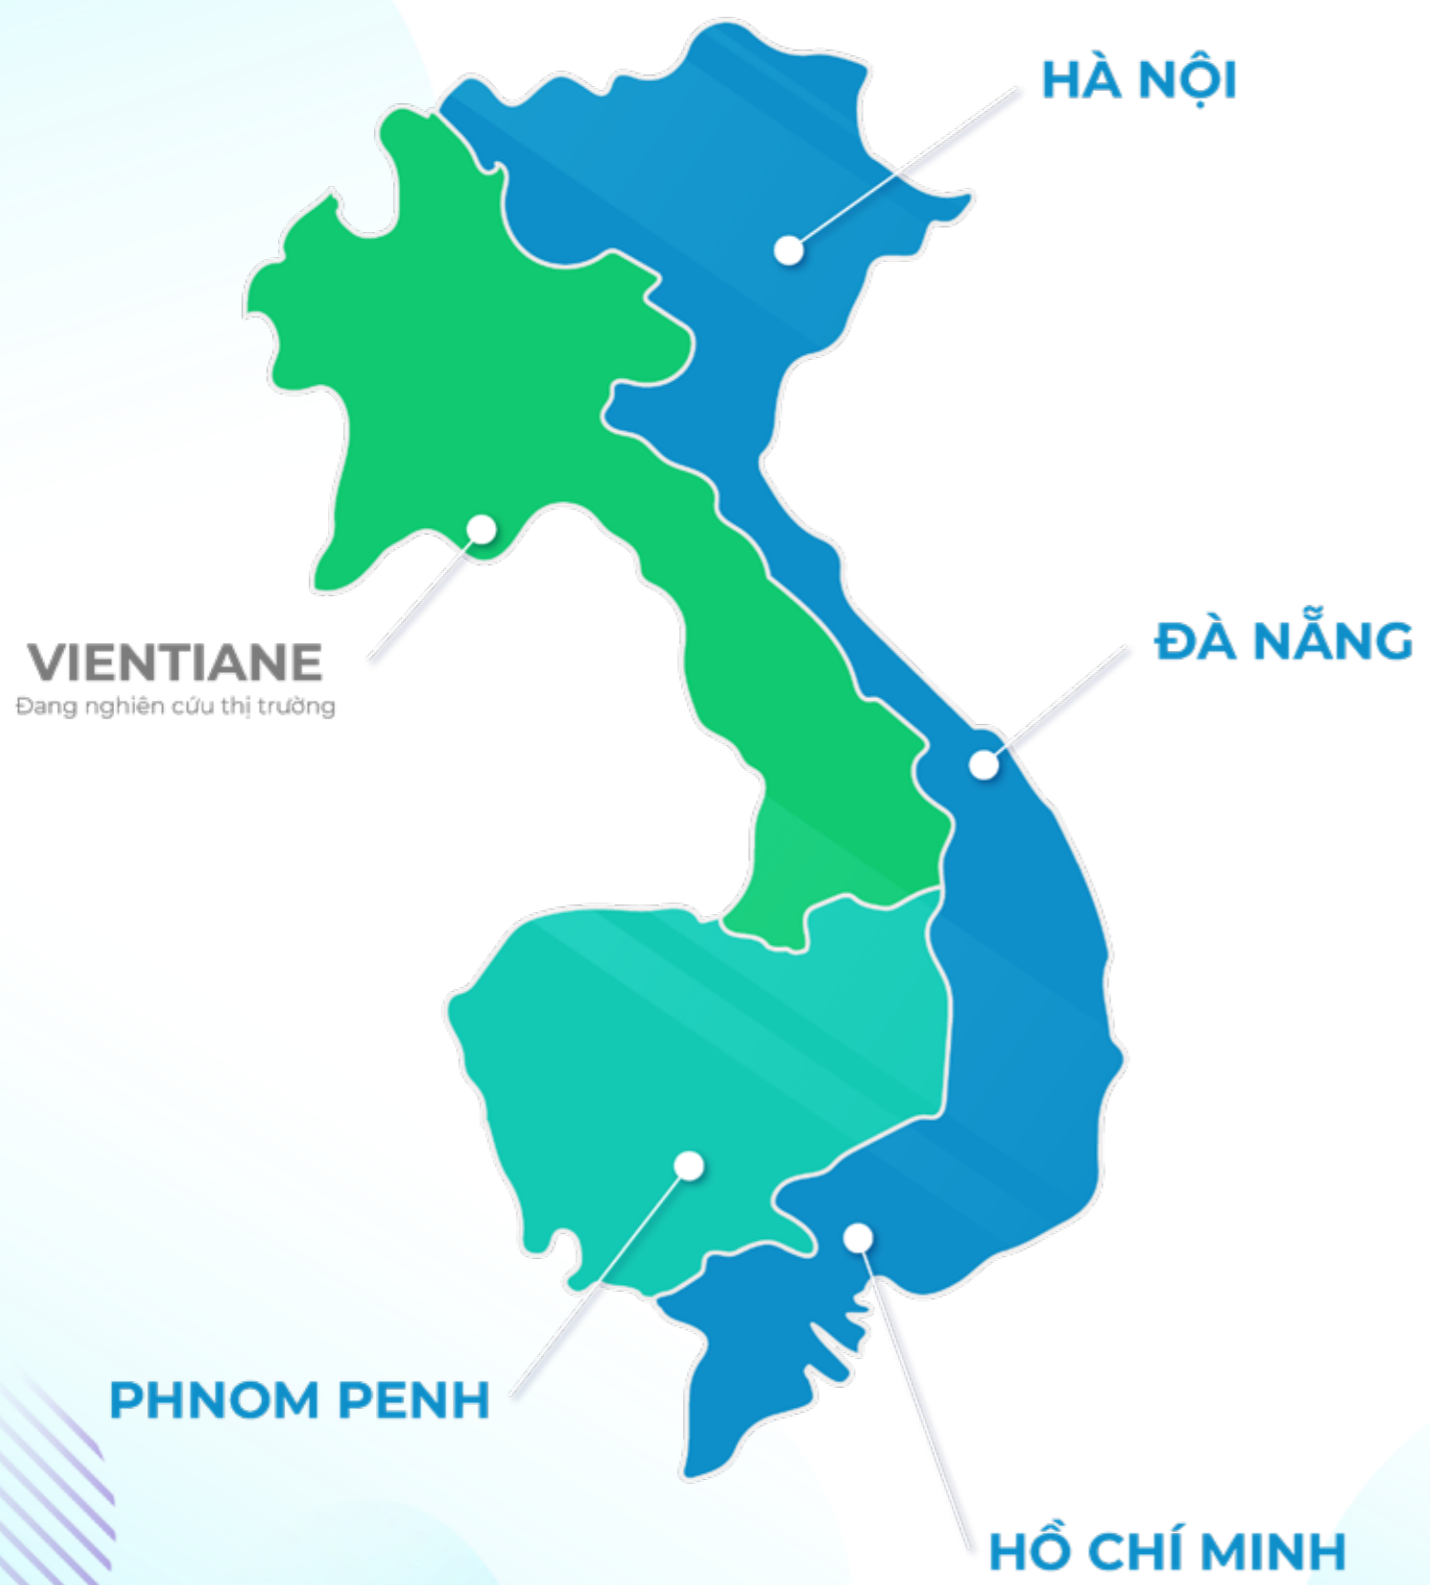 HÀ NỘI
ĐÀ NẴNG
VIENTIANE
Đang nghiên cứu thị trường
PHNOM PENH
HỒ CHÍ MINH